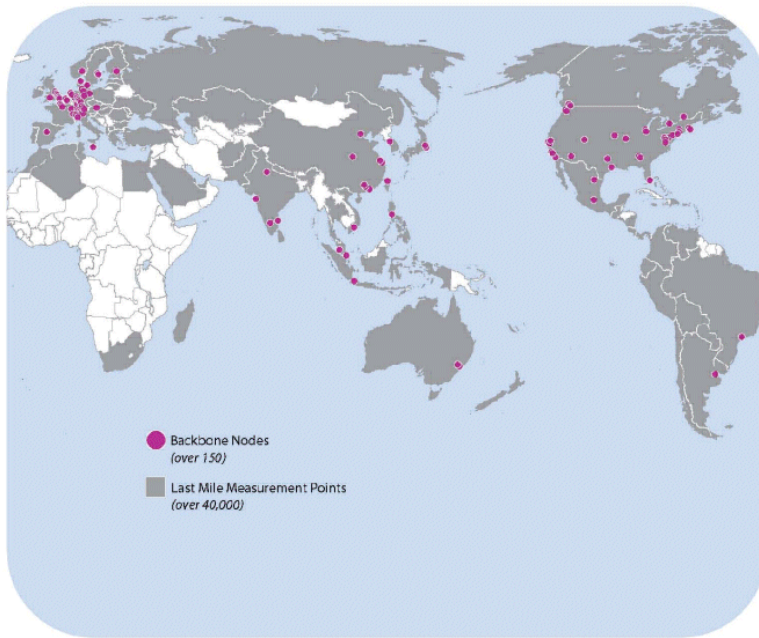 Backbone Nodes
(over 150)
Last Mile Measurement Points
(over 40,000)